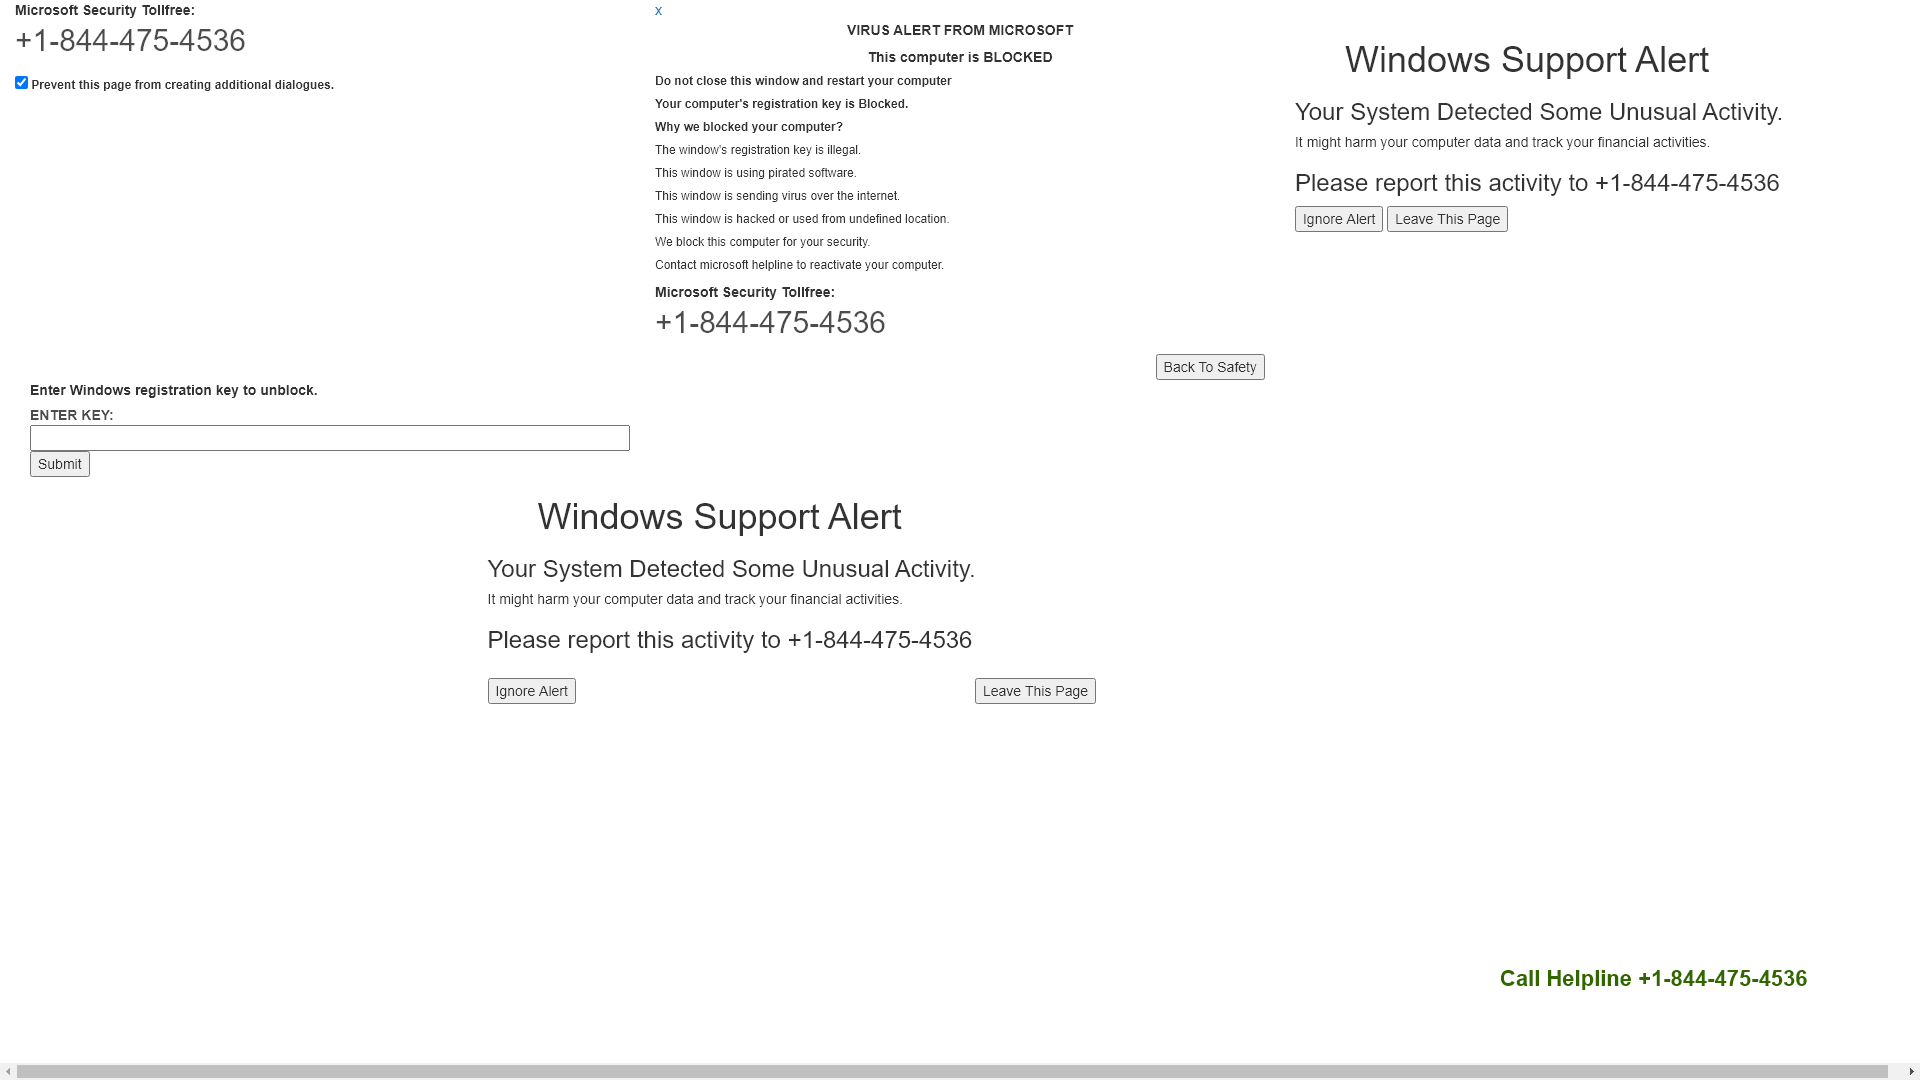 Microsoft Security Tollfree:
+1-844-475-4536
Prevent this page from creating additional dialogues.
x
VIRUS ALERT FROM MICROSOFT
This computer is BLOCKED
Do not close this window and restart your computer
Your computer's registration key is Blocked.
Why we blocked your computer?
The window's registration key is illegal.
This window is using pirated software.
This window is sending virus over the internet.
This window is hacked or used from undefined location.
We block this computer for your security.
Contact microsoft helpline to reactivate your computer.
Microsoft Security Tollfree:
+1-844-475-4536
Back To Safety
Windows Support Alert
Your System Detected Some Unusual Activity.
It might harm your computer data and track your financial activities.
Please report this activity to +1-844-475-4536
Ignore Alert Leave This Page
Enter Windows registration key to unblock.
ENTER KEY:
Submit
Windows Support Alert
Your System Detected Some Unusual Activity.
It might harm your computer data and track your financial activities.
Please report this activity to +1-844-475-4536
Ignore Alert Leave This Page
Call Helpline +1-844-475-4536